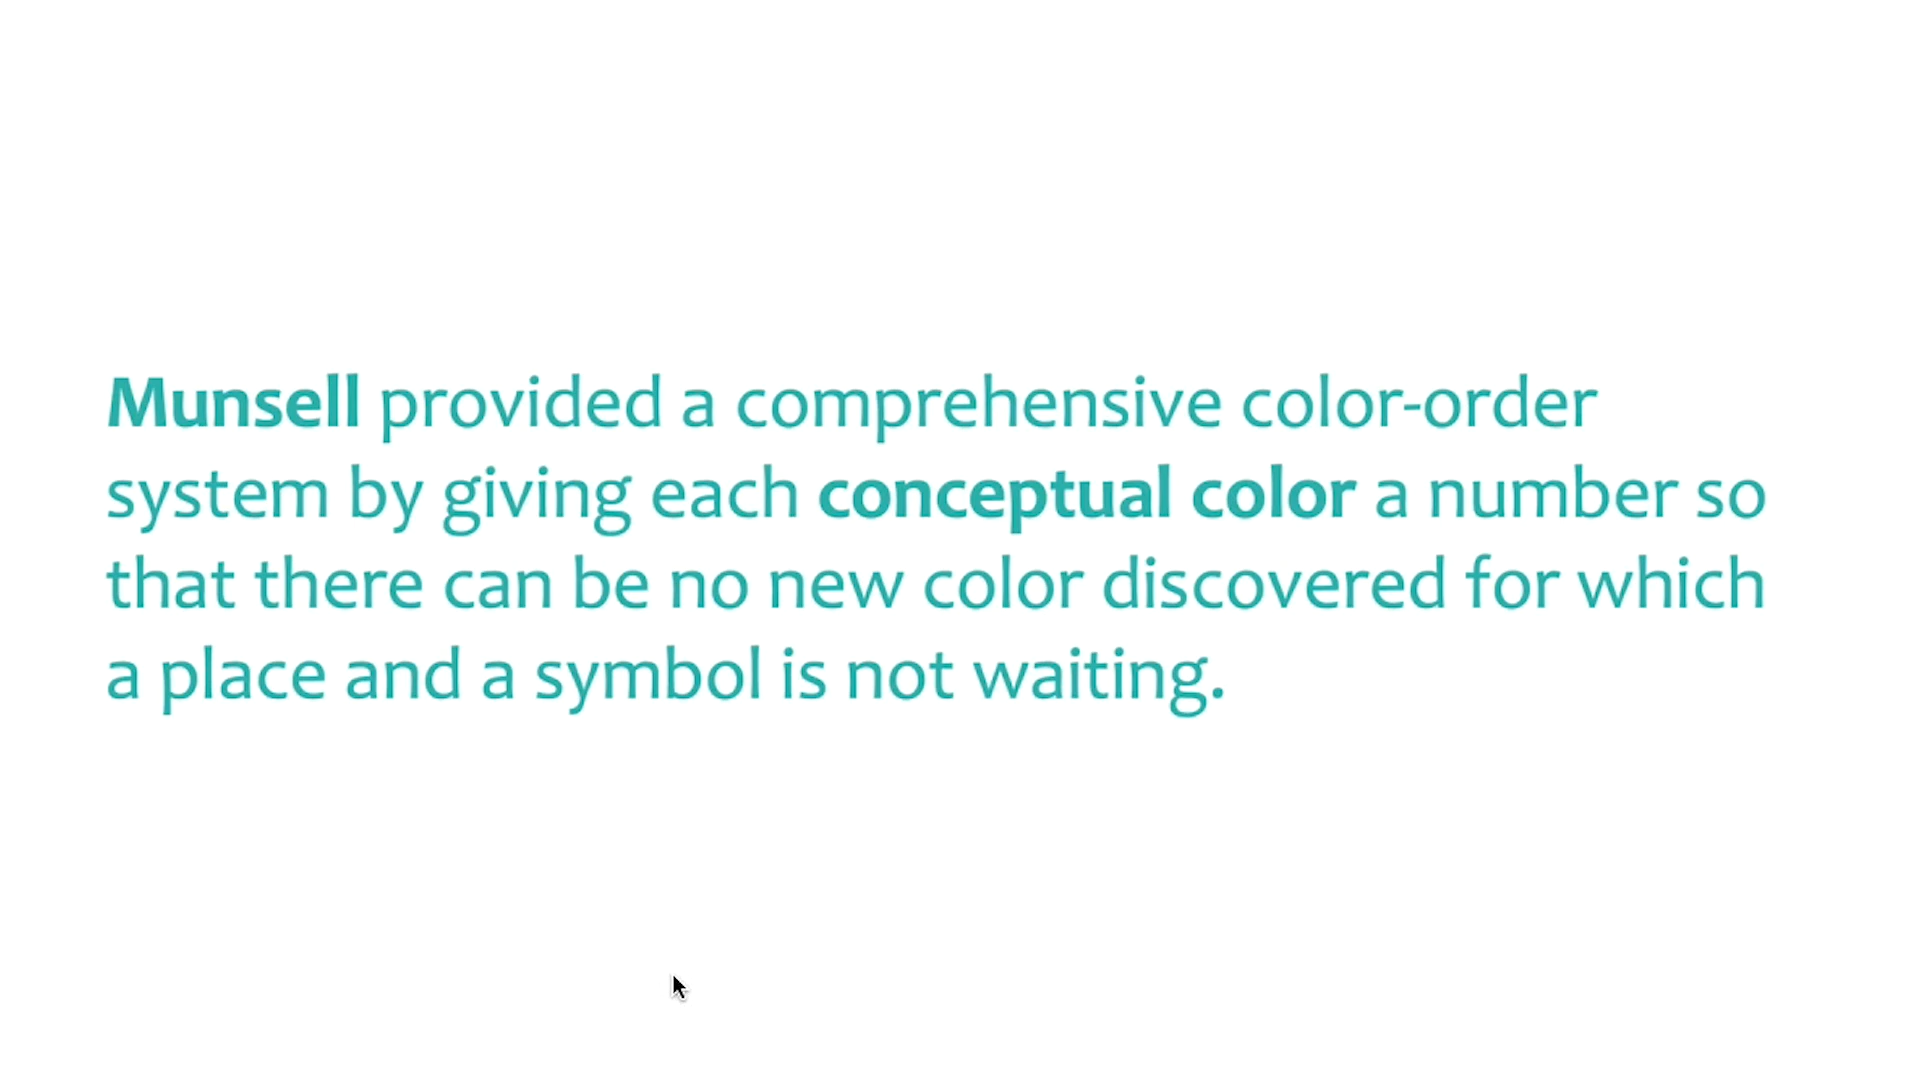 Munsell provided a comprehensive color-order
system by giving each conceptual color a number so
that there can be no new color discovered for which
a place and a symbol is not waiting.